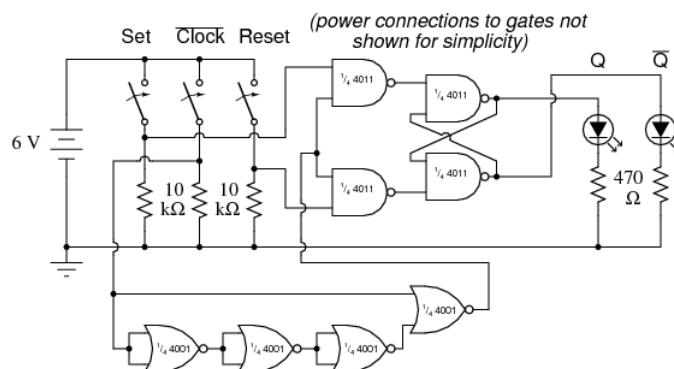 (power connections to gates not
shown for simplicity)
Set
Clock
Reset
Q
Q
6 V
10
kΩ
10
kΩ
470
Ω
1/4 4011
1/4 4011
1/4 4011
1/4 4011
1/4 4001
1/4 4001
1/4 4001
1/4 4001